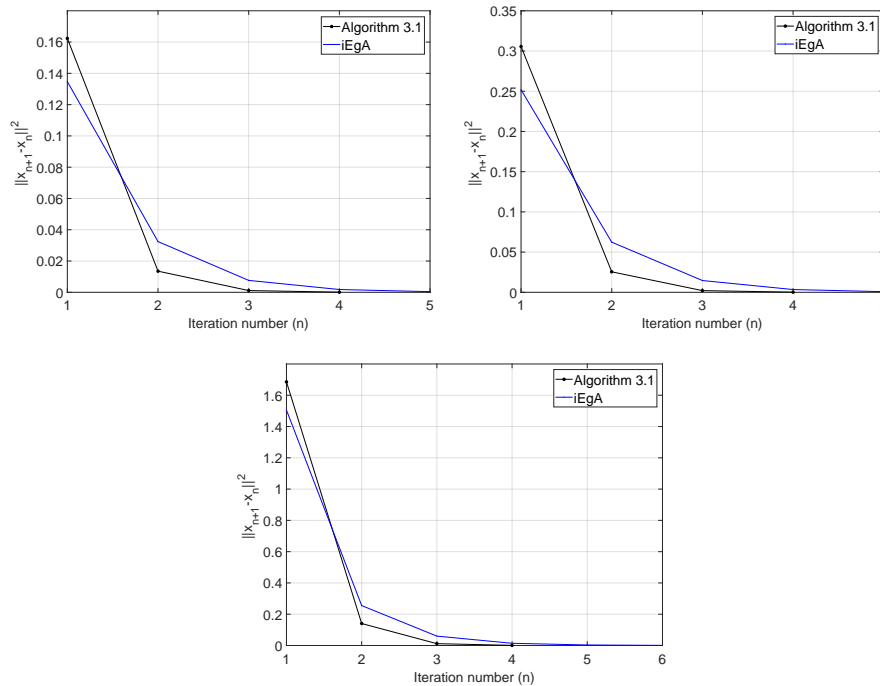 Algorithm 3.1
iEgA
0.16
0.14
0.12
0.1
0.08
0.06
0.04
0.02
0
||x_{n+1}-x_n||^2
1 2 3 4 5
Iteration number (n)
Algorithm 3.1
iEgA
0.35
0.3
0.25
0.2
0.15
0.1
0.05
0
||x_{n+1}-x_n||^2
1 2 3 4
Iteration number (n)
Algorithm 3.1
iEgA
1.6
1.4
1.2
1
0.8
0.6
0.4
0.2
0
||x_{n+1}-x_n||^2
1 2 3 4 5 6
Iteration number (n)